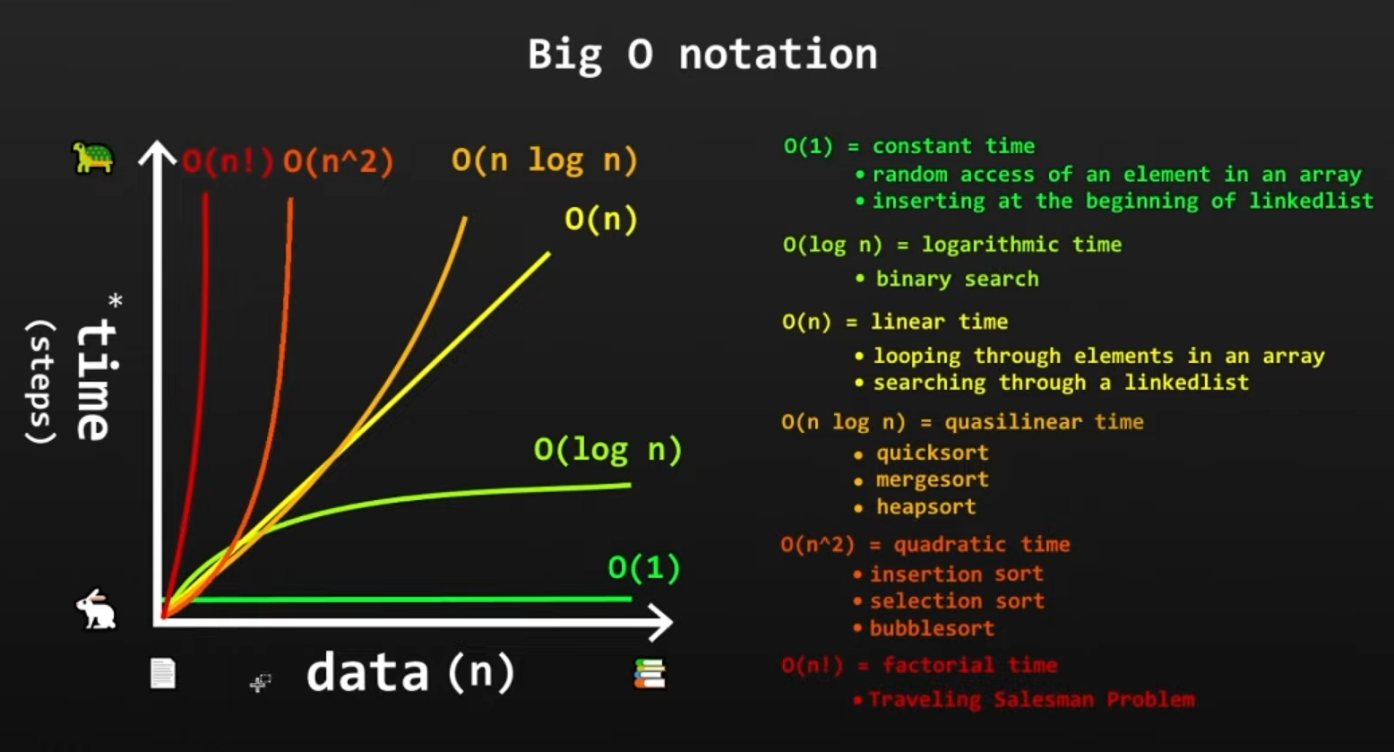 Big O notation
O(n!)
O(n^2)
O(n log n)
O(n)
O(log n)
O(1)
*time
(steps)
data (n)
O(1) = constant time
• random access of an element in an array
• inserting at the beginning of linkedlist
O(log n) = logarithmic time
• binary search
O(n) = linear time
• looping through elements in an array
• searching through a linkedlist
O(n log n) = quasilinear time
• quicksort
• mergesort
• heapsort
O(n^2) = quadratic time
• insertion sort
• selection sort
• bubblesort
O(n!) = factorial time
• Traveling Salesman Problem